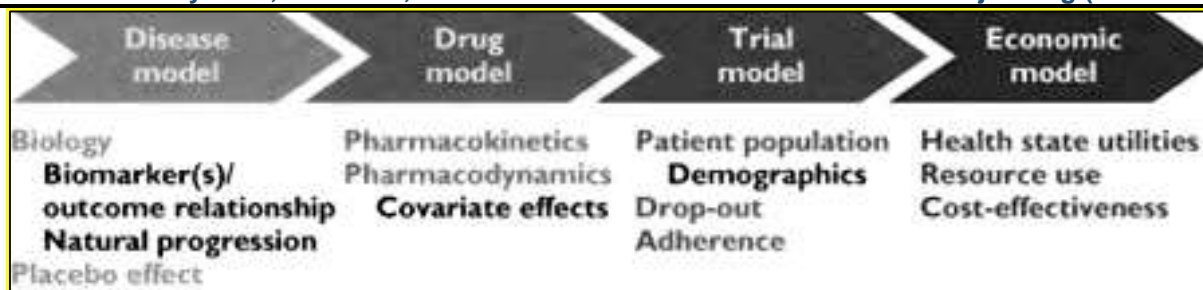 Disease
model
Drug
model
Trial
model
Economic
model
Biology
Biomarker(s)/
outcome relationship
Natural progression
Placebo effect
Pharmacokinetics
Pharmacodynamics
Covariate effects
Patient population
Demographics
Drop-out
Adherence
Health state utilities
Resource use
Cost-effectiveness